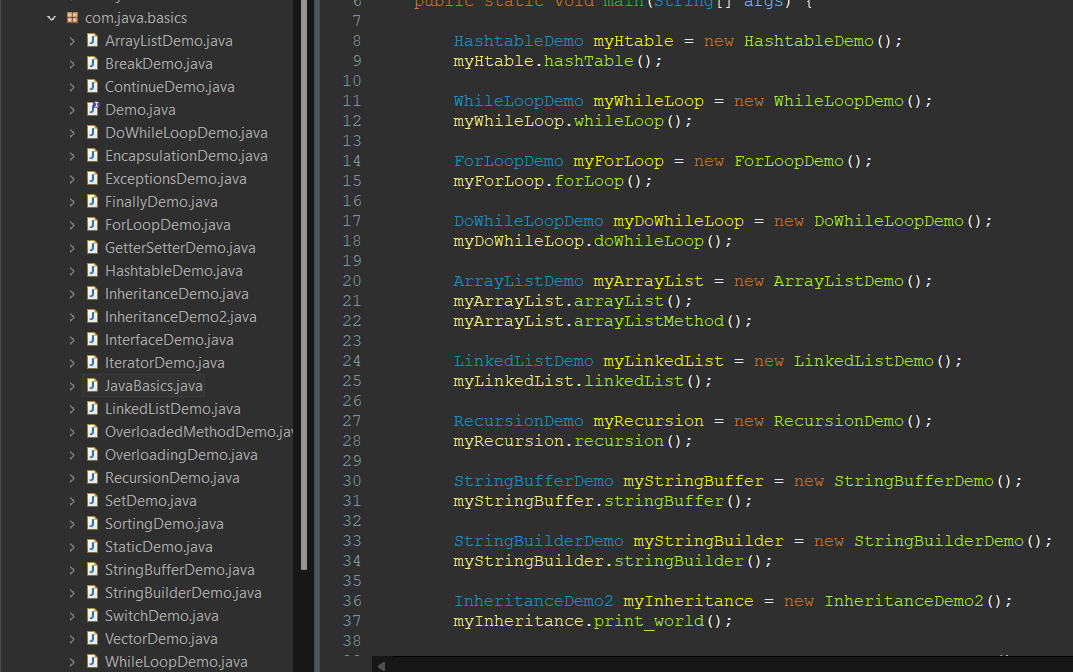 com.java.basics
ArrayListDemo.java
BreakDemo.java
ContinueDemo.java
Demo.java
DoWhileLoopDemo.java
EncapsulationDemo.java
ExceptionsDemo.java
FinallyDemo.java
ForLoopDemo.java
GetterSetterDemo.java
HashtableDemo.java
InheritanceDemo.java
InheritanceDemo2.java
InterfaceDemo.java
IteratorDemo.java
JavaBasics.java
LinkedListDemo.java
OverloadedMethodDemo.jav
OverloadingDemo.java
RecursionDemo.java
SetDemo.java
SortingDemo.java
StaticDemo.java
StringBufferDemo.java
StringBuilderDemo.java
SwitchDemo.java
VectorDemo.java
WhileLoopDemo.java
6 public static void main(String[] args) {
7
8 HashtableDemo myHtable = new HashtableDemo();
9 myHtable.hashTable();
10
11 WhileLoopDemo myWhileLoop = new WhileLoopDemo();
12 myWhileLoop.whileLoop();
13
14 ForLoopDemo myForLoop = new ForLoopDemo();
15 myForLoop.forLoop();
16
17 DoWhileLoopDemo myDoWhileLoop = new DoWhileLoopDemo();
18 myDoWhileLoop.doWhileLoop();
19
20 ArrayListDemo myArrayList = new ArrayListDemo();
21 myArrayList.arrayList();
22 myArrayList.arrayListMethod();
23
24 LinkedListDemo myLinkedList = new LinkedListDemo();
25 myLinkedList.linkedList();
26
27 RecursionDemo myRecursion = new RecursionDemo();
28 myRecursion.recursion();
29
30 StringBufferDemo myStringBuffer = new StringBufferDemo();
31 myStringBuffer.stringBuffer();
32
33 StringBuilderDemo myStringBuilder = new StringBuilderDemo();
34 myStringBuilder.stringBuilder();
35
36 InheritanceDemo2 myInheritance = new InheritanceDemo2();
37 myInheritance.print_world();
38